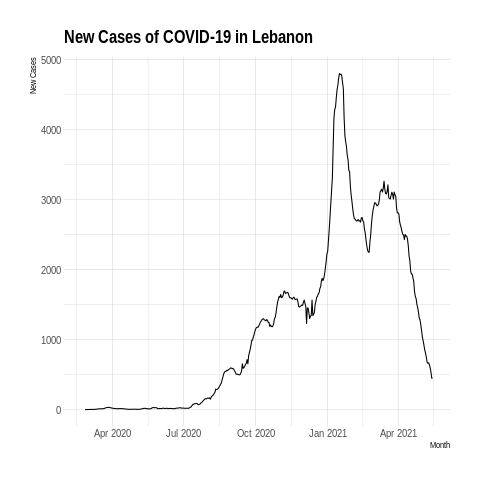 New Cases of COVID-19 in Lebanon
New Cases
5000
4000
3000
2000
1000
0
Apr 2020 Jul 2020 Oct 2020 Jan 2021 Apr 2021
Month